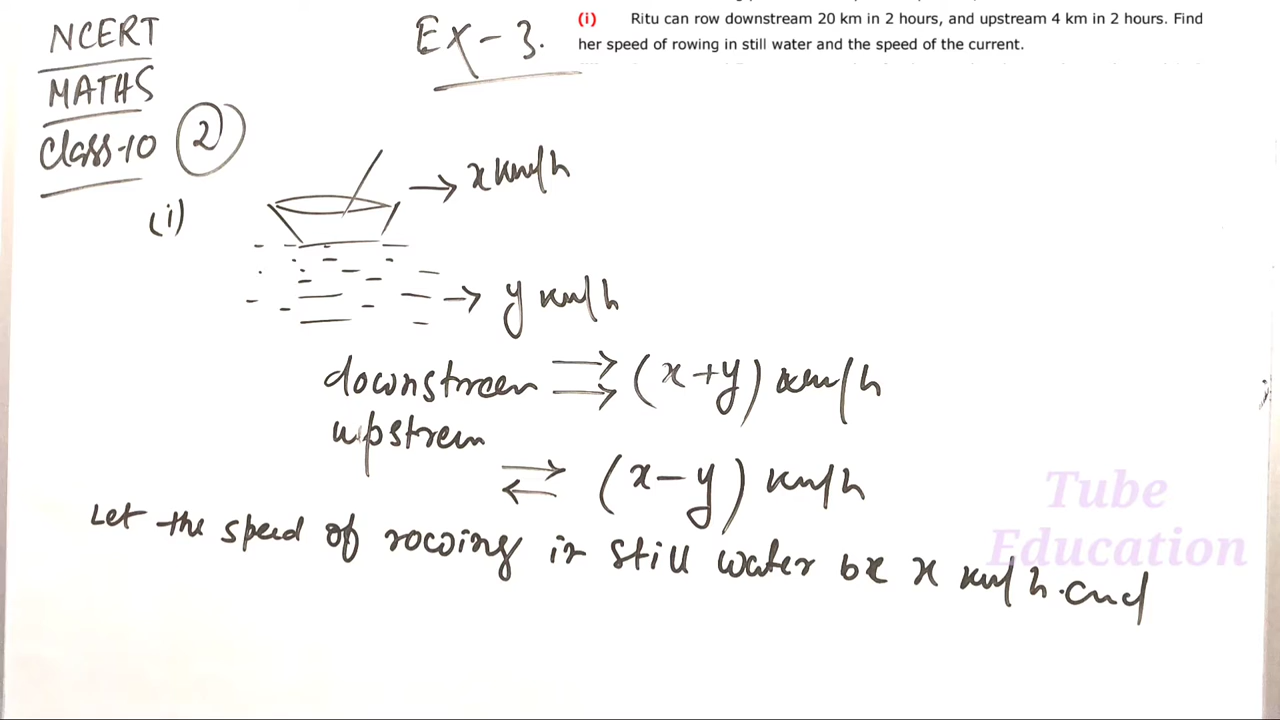 NCERT
MATHS
Class-10 2
Ex-3.
(i) Ritu can row downstream 20 km in 2 hours, and upstream 4 km in 2 hours. Find
her speed of rowing in still water and the speed of the current.
(i)
→ x km/h
→ y km/h
downstreen (x+y) km/h
upstrem
(x-y) km/h
Tube
Education
Let the speed of rowing in still water be x km/h. and